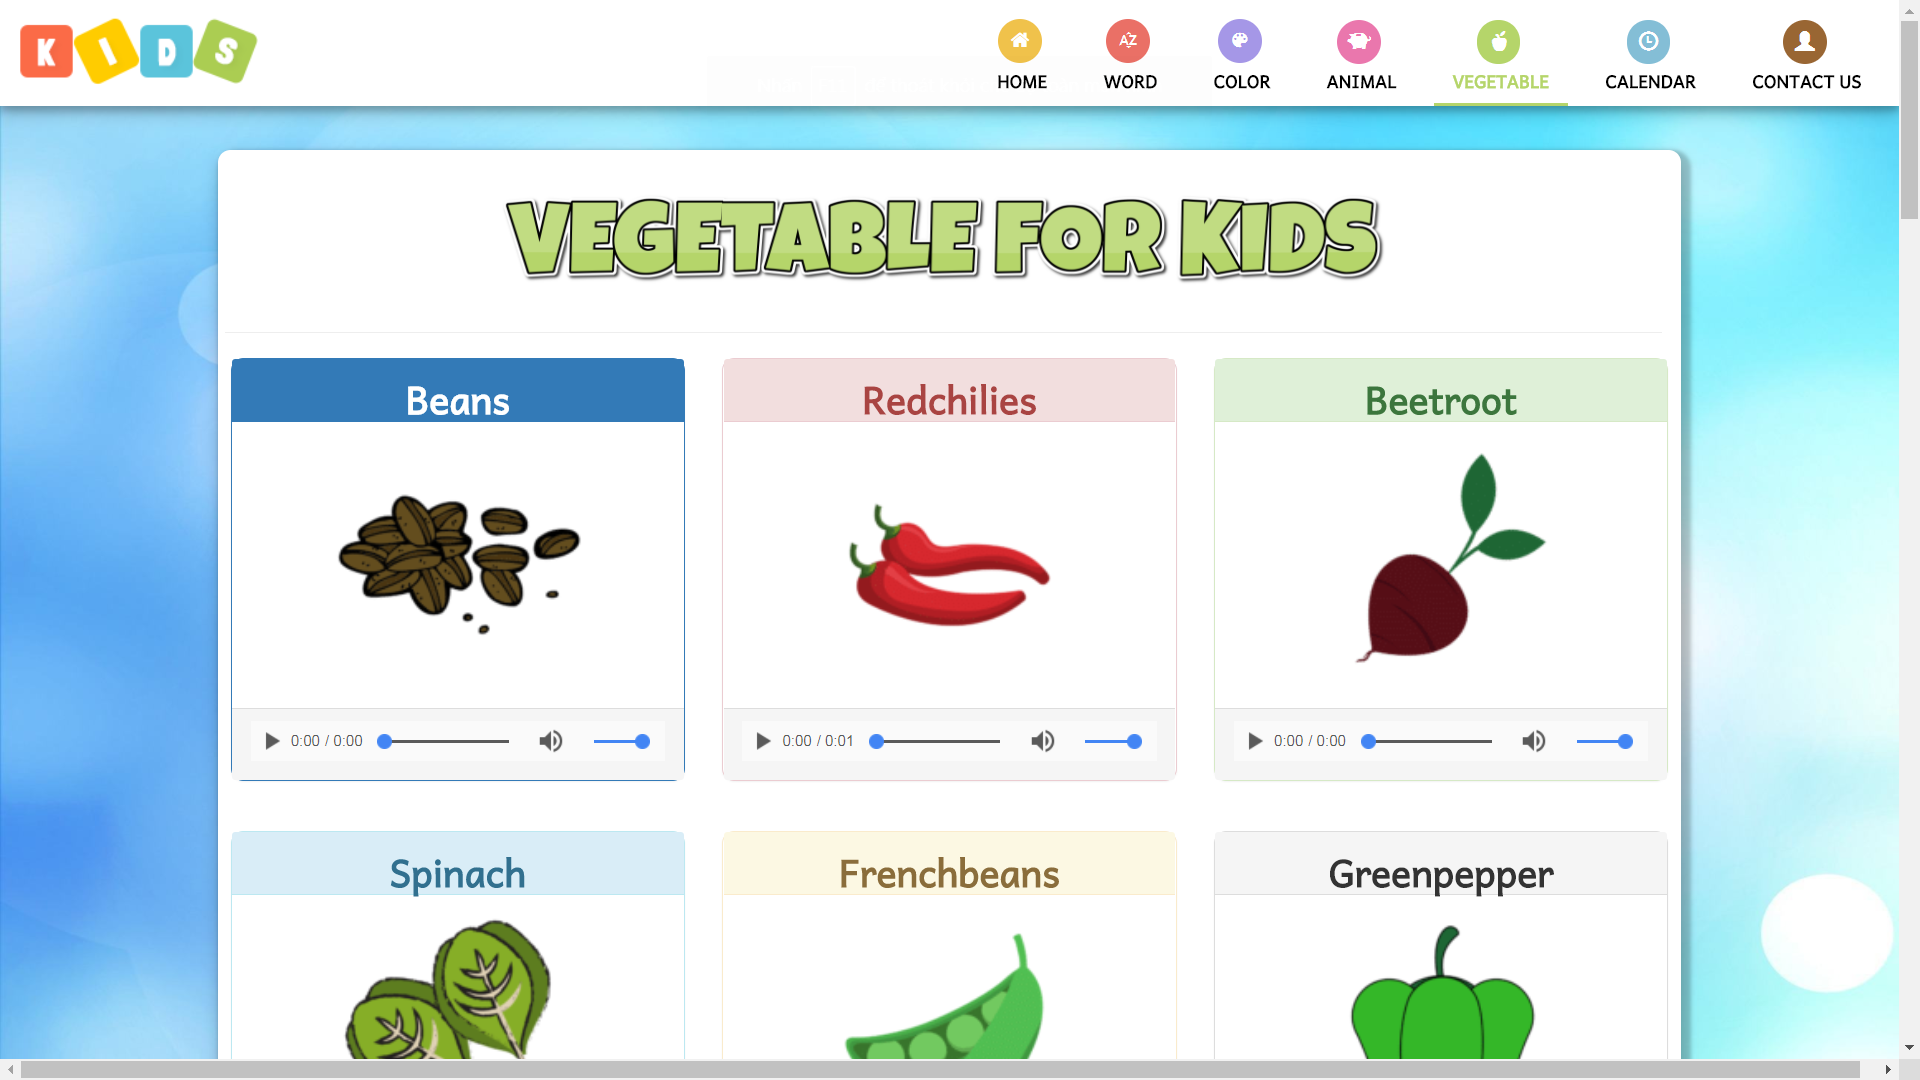 KIDS
HOME
WORD
COLOR
ANIMAL
VEGETABLE
CALENDAR
CONTACT US
VEGETABLE FOR KIDS
Beans
Redchilies
Beetroot
0:00 / 0:00
0:00 / 0:01
0:00 / 0:00
Spinach
Frenchbeans
Greenpepper